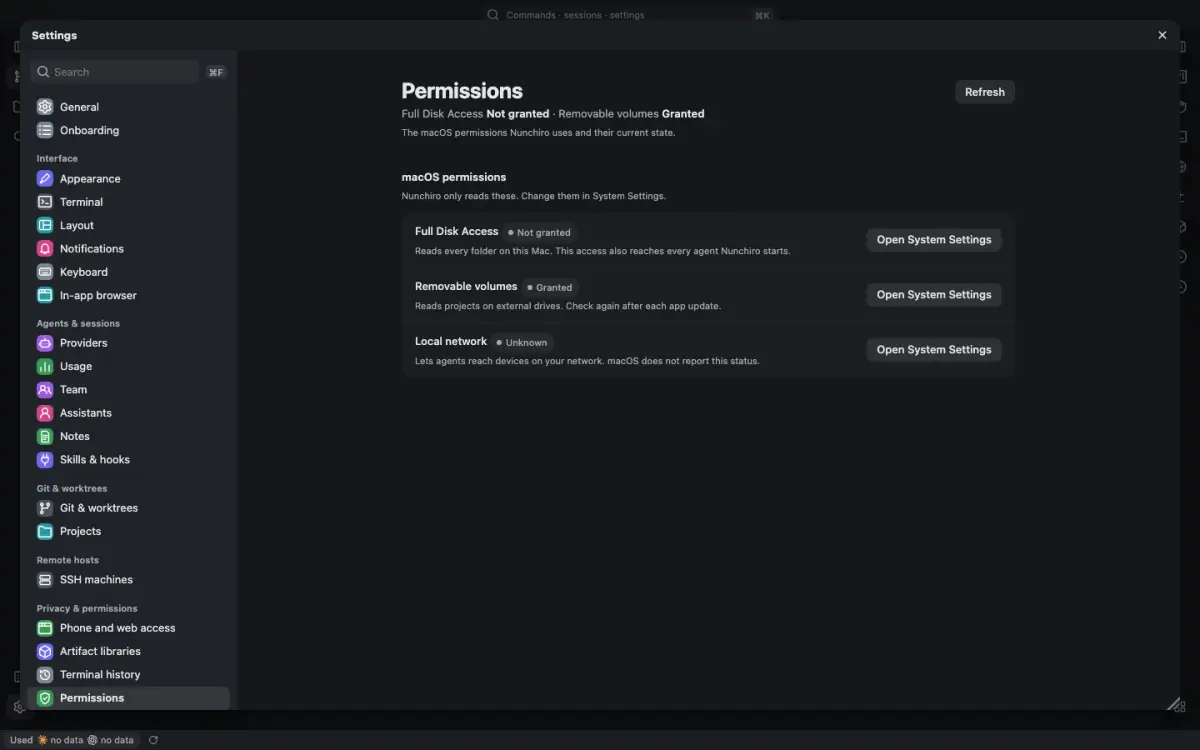 Commands · sessions · settings ⌘K
Settings
Search ⌘F
General
Onboarding
Interface
Appearance
Terminal
Layout
Notifications
Keyboard
In-app browser
Agents & sessions
Providers
Usage
Team
Assistants
Notes
Skills & hooks
Git & worktrees
Git & worktrees
Projects
Remote hosts
SSH machines
Privacy & permissions
Phone and web access
Artifact libraries
Terminal history
Permissions
Permissions
Refresh
Full Disk Access Not granted · Removable volumes Granted
The macOS permissions Nunchiro uses and their current state.
macOS permissions
Nunchiro only reads these. Change them in System Settings.
Full Disk Access Not granted
Reads every folder on this Mac. This access also reaches every agent Nunchiro starts.
Open System Settings
Removable volumes Granted
Reads projects on external drives. Check again after each app update.
Open System Settings
Local network Unknown
Lets agents reach devices on your network. macOS does not report this status.
Open System Settings
Used no data no data